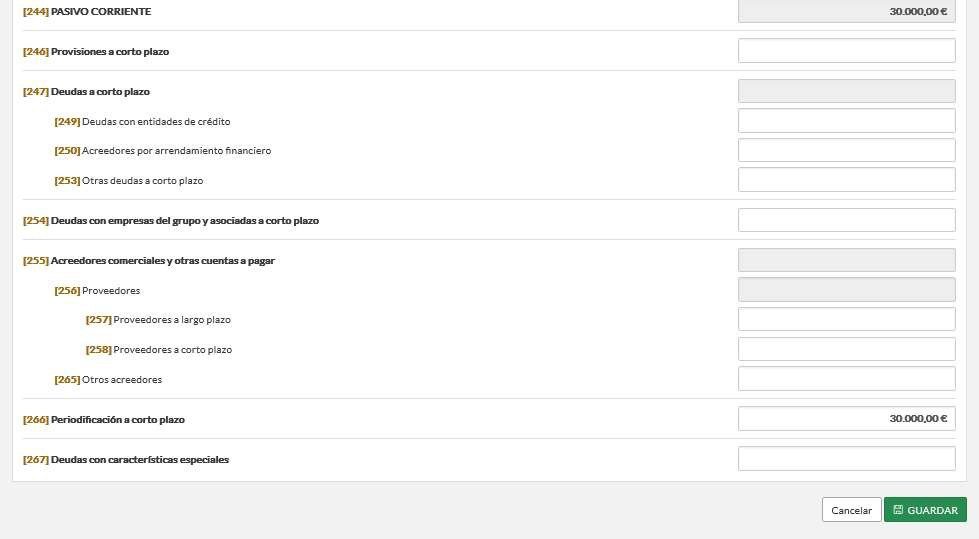 [244] PASIVO CORRIENTE 30.000,00 €
[246] Provisiones a corto plazo
[247] Deudas a corto plazo
[249] Deudas con entidades de crédito
[250] Acreedores por arrendamiento financiero
[253] Otras deudas a corto plazo
[254] Deudas con empresas del grupo y asociadas a corto plazo
[255] Acreedores comerciales y otras cuentas a pagar
[256] Proveedores
[257] Proveedores a largo plazo
[258] Proveedores a corto plazo
[265] Otros acreedores
[266] Periodificación a corto plazo 30.000,00 €
[267] Deudas con características especiales
Cancelar GUARDAR